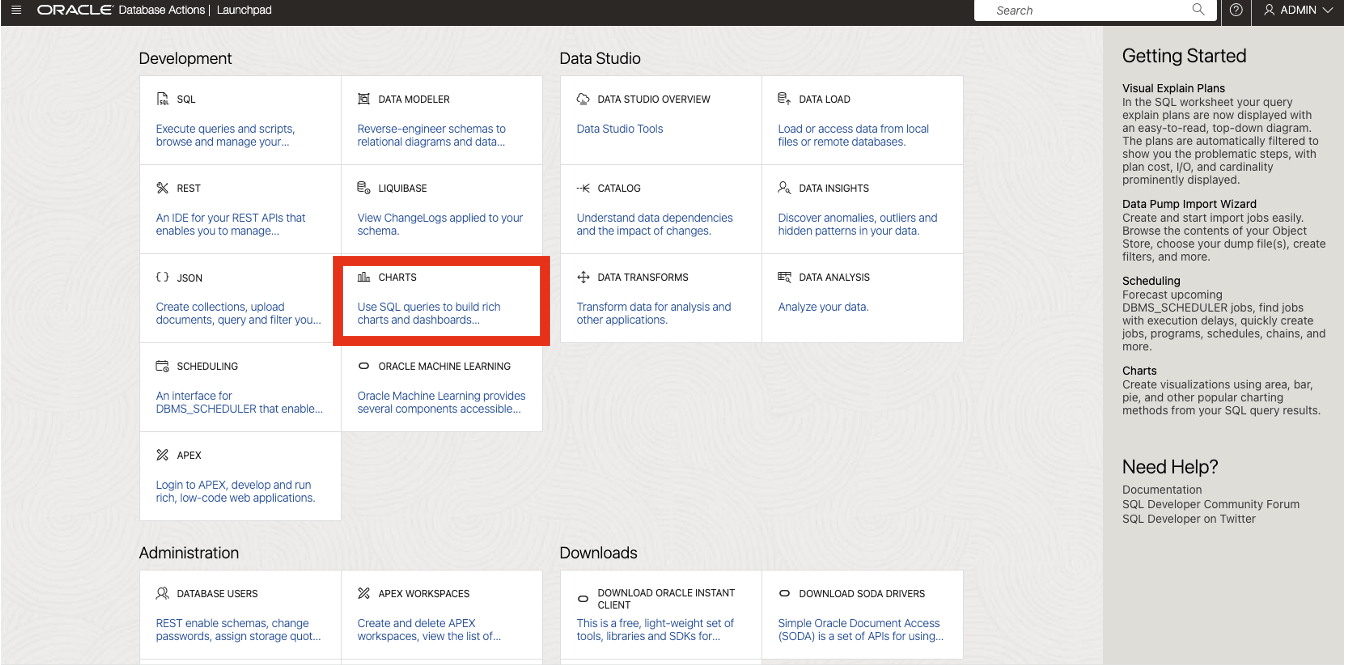 ORACLE Database Actions | Launchpad
Search
ADMIN
Development
SQL
Execute queries and scripts,
browse and manage your...
DATA MODELER
Reverse-engineer schemas to
relational diagrams and data...
REST
An IDE for your REST APIs that
enables you to manage...
LIQUIBASE
View ChangeLogs applied to your
schema.
{ } JSON
Create collections, upload
documents, query and filter you...
CHARTS
Use SQL queries to build rich
charts and dashboards...
SCHEDULING
An interface for
DBMS_SCHEDULER that enable...
ORACLE MACHINE LEARNING
Oracle Machine Learning provides
several components accessible...
APEX
Login to APEX, develop and run
rich, low-code web applications.
Data Studio
DATA STUDIO OVERVIEW
Data Studio Tools
DATA LOAD
Load or access data from local
files or remote databases.
CATALOG
Understand data dependencies
and the impact of changes.
DATA INSIGHTS
Discover anomalies, outliers and
hidden patterns in your data.
DATA TRANSFORMS
Transform data for analysis and
other applications.
DATA ANALYSIS
Analyze your data.
Administration
DATABASE USERS
REST enable schemas, change
passwords, assign storage quot...
APEX WORKSPACES
Create and delete APEX
workspaces, view the list of...
Downloads
DOWNLOAD ORACLE INSTANT
CLIENT
This is a free, light-weight set of
tools, libraries and SDKs for...
DOWNLOAD SODA DRIVERS
Simple Oracle Document Access
(SODA) is a set of APIs for using...
Getting Started
Visual Explain Plans
In the SQL worksheet your query
explain plans are now displayed with
an easy-to-read, top-down diagram.
The plans are automatically filtered to
show you the problematic steps, with
plan cost, I/O, and cardinality
prominently displayed.
Data Pump Import Wizard
Create and start import jobs easily.
Browse the contents of your Object
Store, choose your dump file(s), create
filters, and more.
Scheduling
Forecast upcoming
DBMS_SCHEDULER jobs, find jobs
with execution delays, quickly create
jobs, programs, schedules, chains, and
more.
Charts
Create visualizations using area, bar,
pie, and other popular charting
methods from your SQL query results.
Need Help?
Documentation
SQL Developer Community Forum
SQL Developer on Twitter